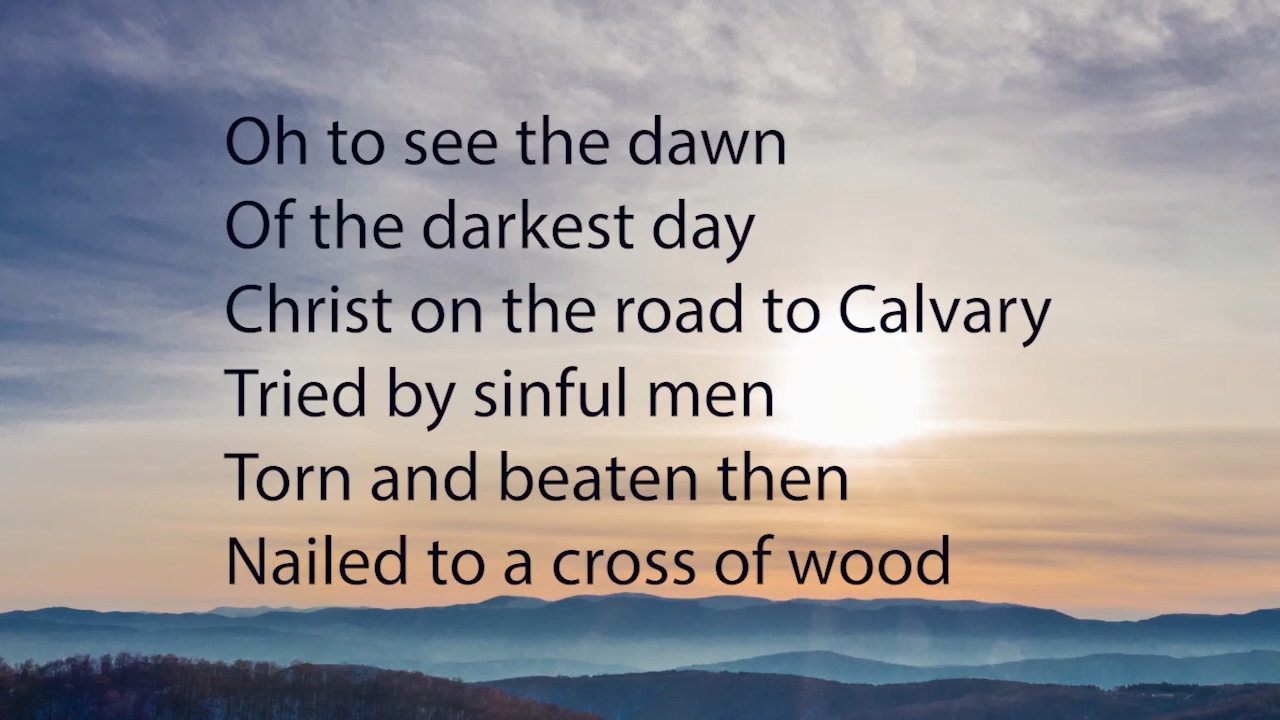 Oh to see the dawn
Of the darkest day
Christ on the road to Calvary
Tried by sinful men
Torn and beaten then
Nailed to a cross of wood